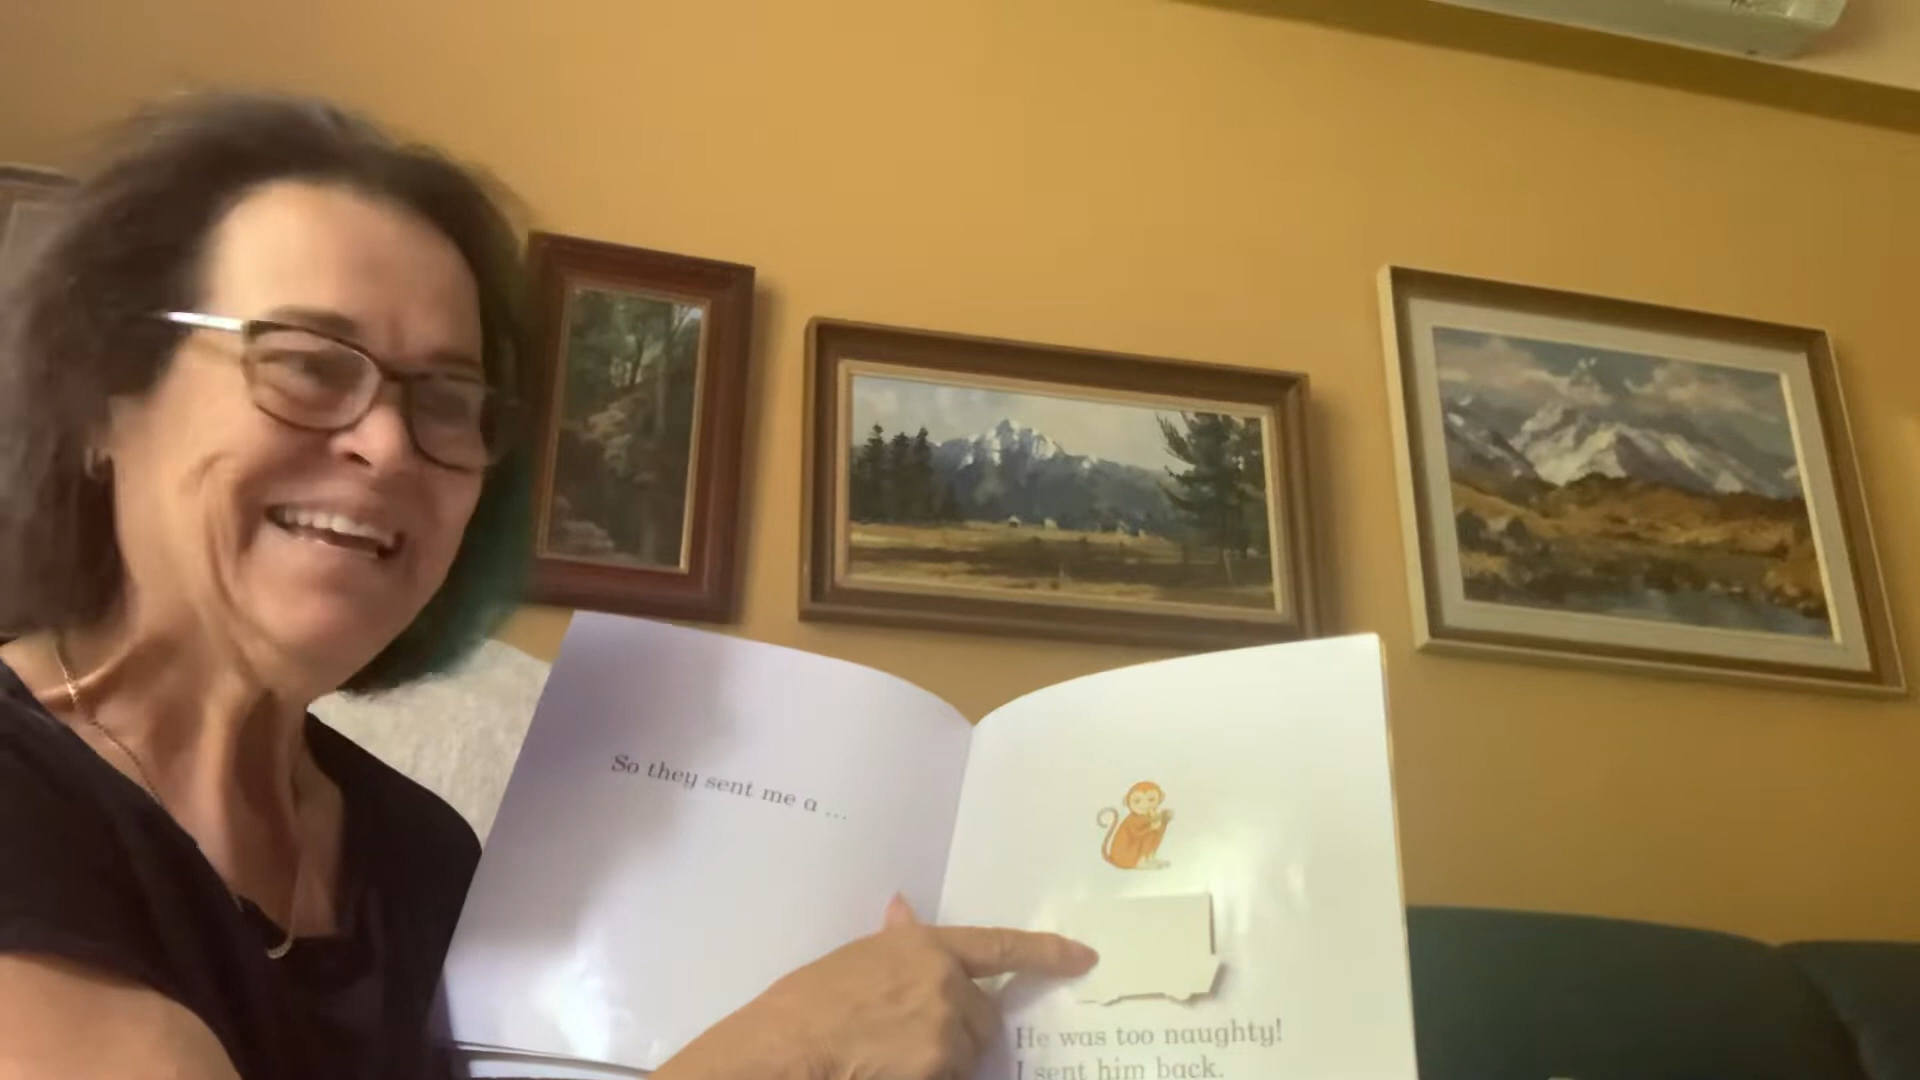 So they sent me a ...
He was too naughty!
I sent him back.